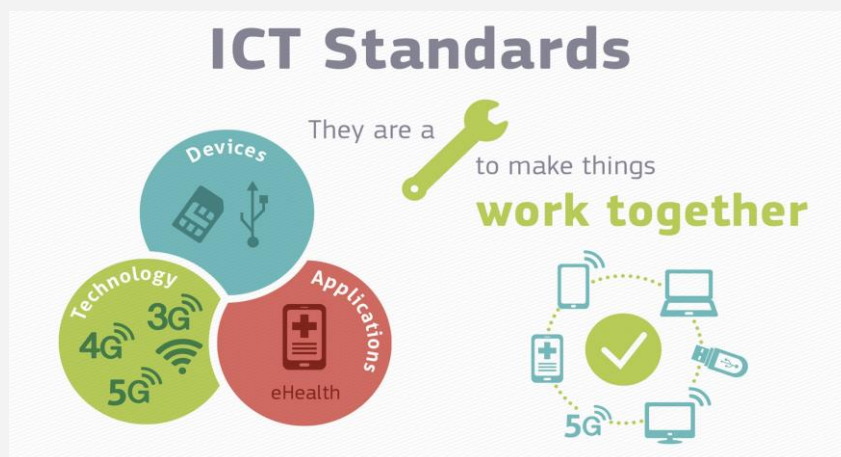 ICT Standards
They are a
to make things
work together
Devices
Technology
3G
4G
5G
Applications
eHealth
5G